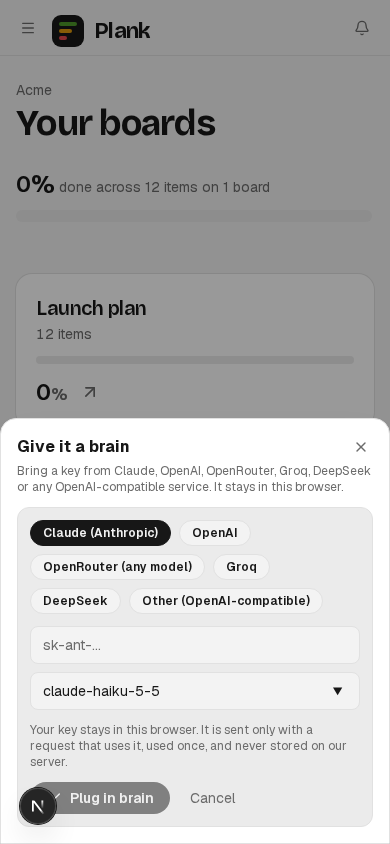 Plank
Acme
Your boards
0% done across 12 items on 1 board
Launch plan
12 items
0%
Give it a brain
Bring a key from Claude, OpenAI, OpenRouter, Groq, DeepSeek
or any OpenAI-compatible service. It stays in this browser.
Claude (Anthropic) OpenAI
OpenRouter (any model) Groq
DeepSeek Other (OpenAI-compatible)
sk-ant-...
claude-haiku-5-5
Your key stays in this browser. It is sent only with a
request that uses it, used once, and never stored on our
server.
N Plug in brain Cancel